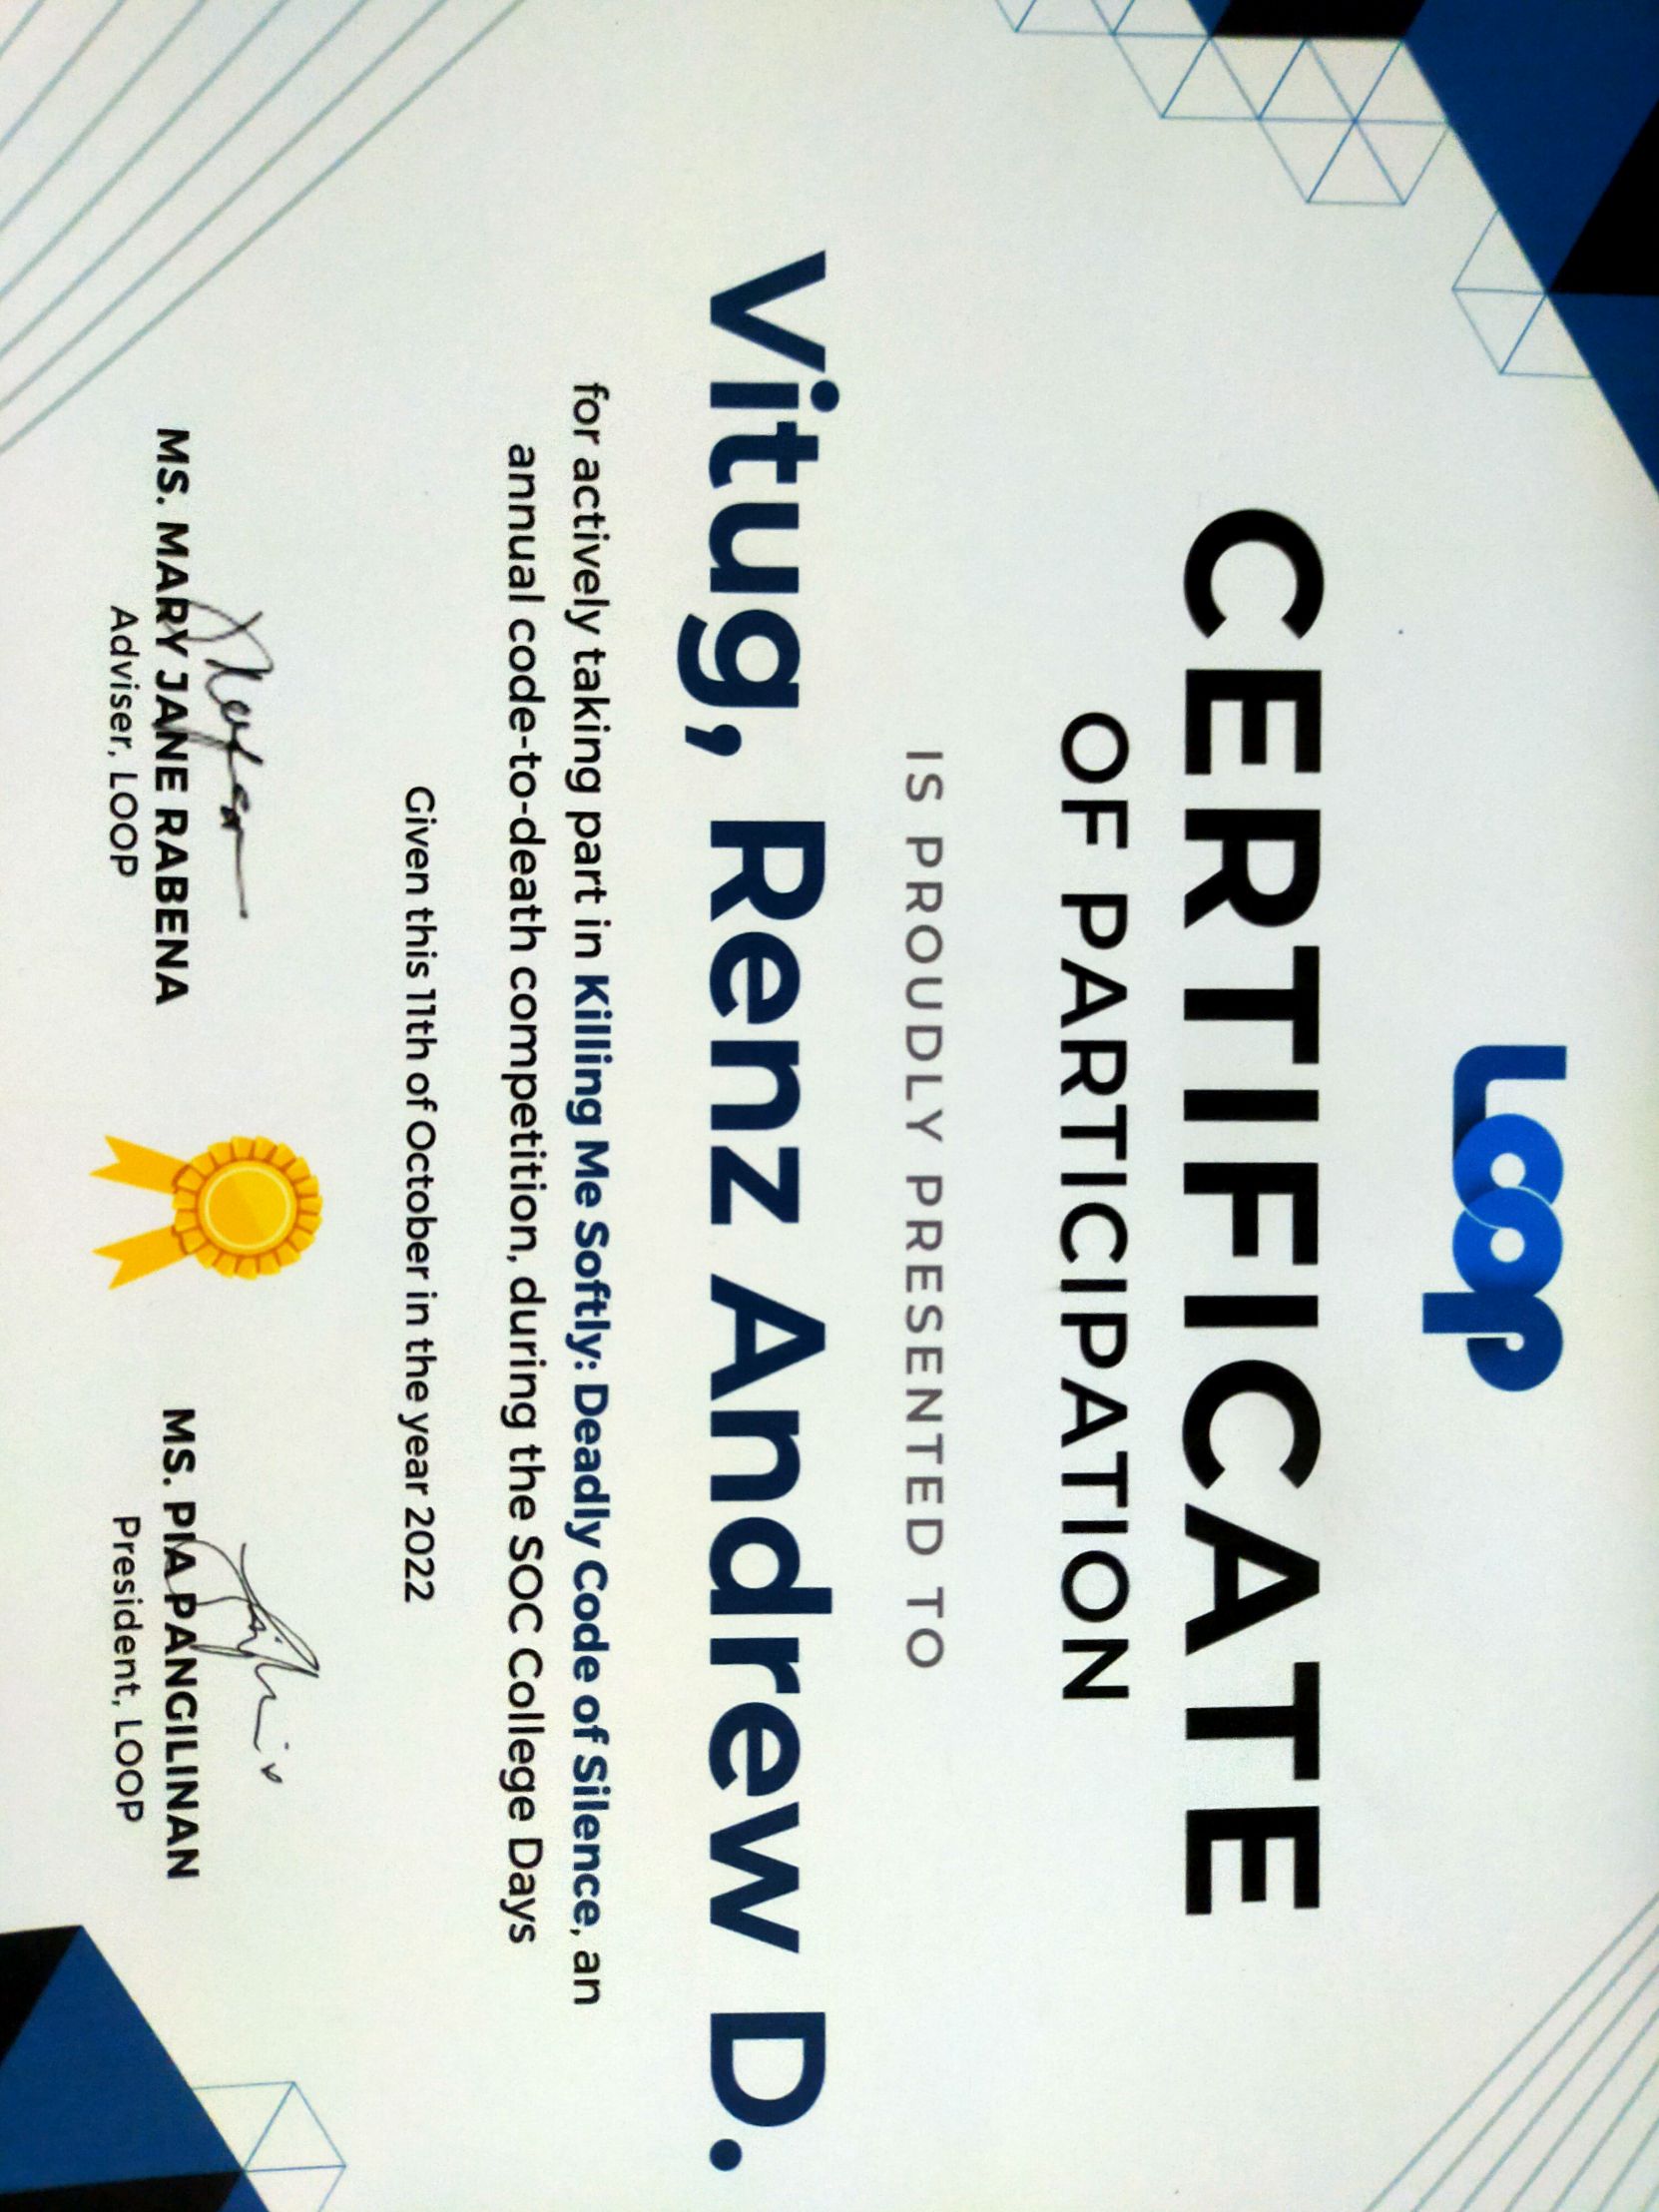 Loop
CERTIFICATE
OF PARTICIPATION
IS PROUDLY PRESENTED TO
Vitug, Renz Andrew D.
for actively taking part in Killing Me Softly: Deadly Code of Silence, an
annual code-to-death competition, during the SOC College Days
Given this 11th of October in the year 2022
MS. MARY JANE RABENA
Adviser, LOOP
MS. PIA PANGILINAN
President, LOOP